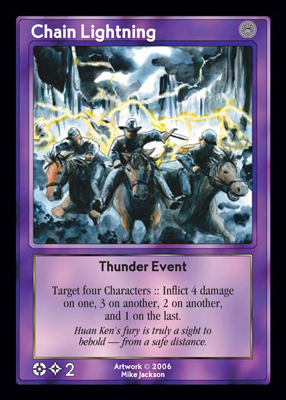 Chain Lightning
Thunder Event
Target four Characters :: Inflict 4 damage
on one, 3 on another, 2 on another,
and 1 on the last.
Huan Ken's fury is truly a sight to
behold — from a safe distance.
2
Artwork © 2006
Mike Jackson